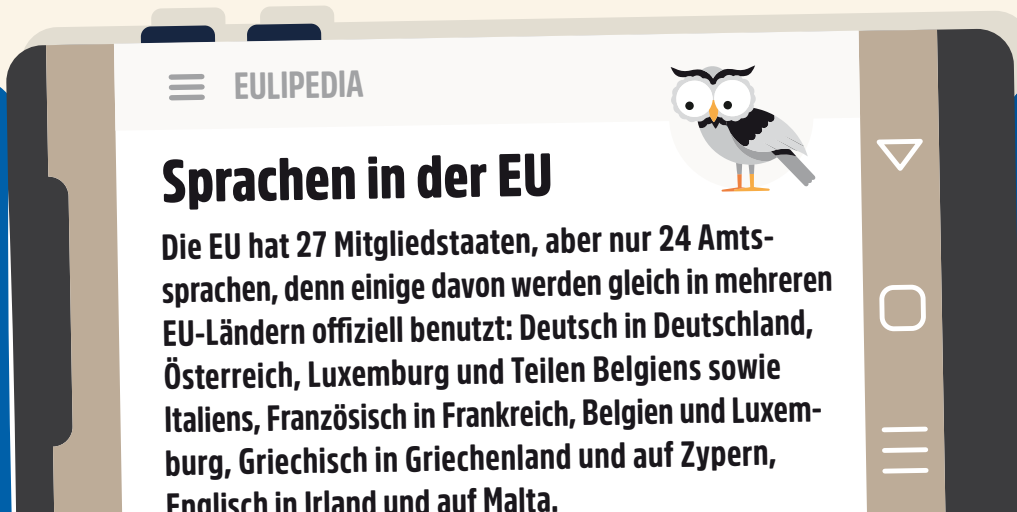 EULIPEDIA
Sprachen in der EU
Die EU hat 27 Mitgliedstaaten, aber nur 24 Amts-
sprachen, denn einige davon werden gleich in mehreren
EU-Ländern offiziell benutzt: Deutsch in Deutschland,
Österreich, Luxemburg und Teilen Belgiens sowie
Italiens, Französisch in Frankreich, Belgien und Luxem-
burg, Griechisch in Griechenland und auf Zypern,
Englisch in Irland und auf Malta.